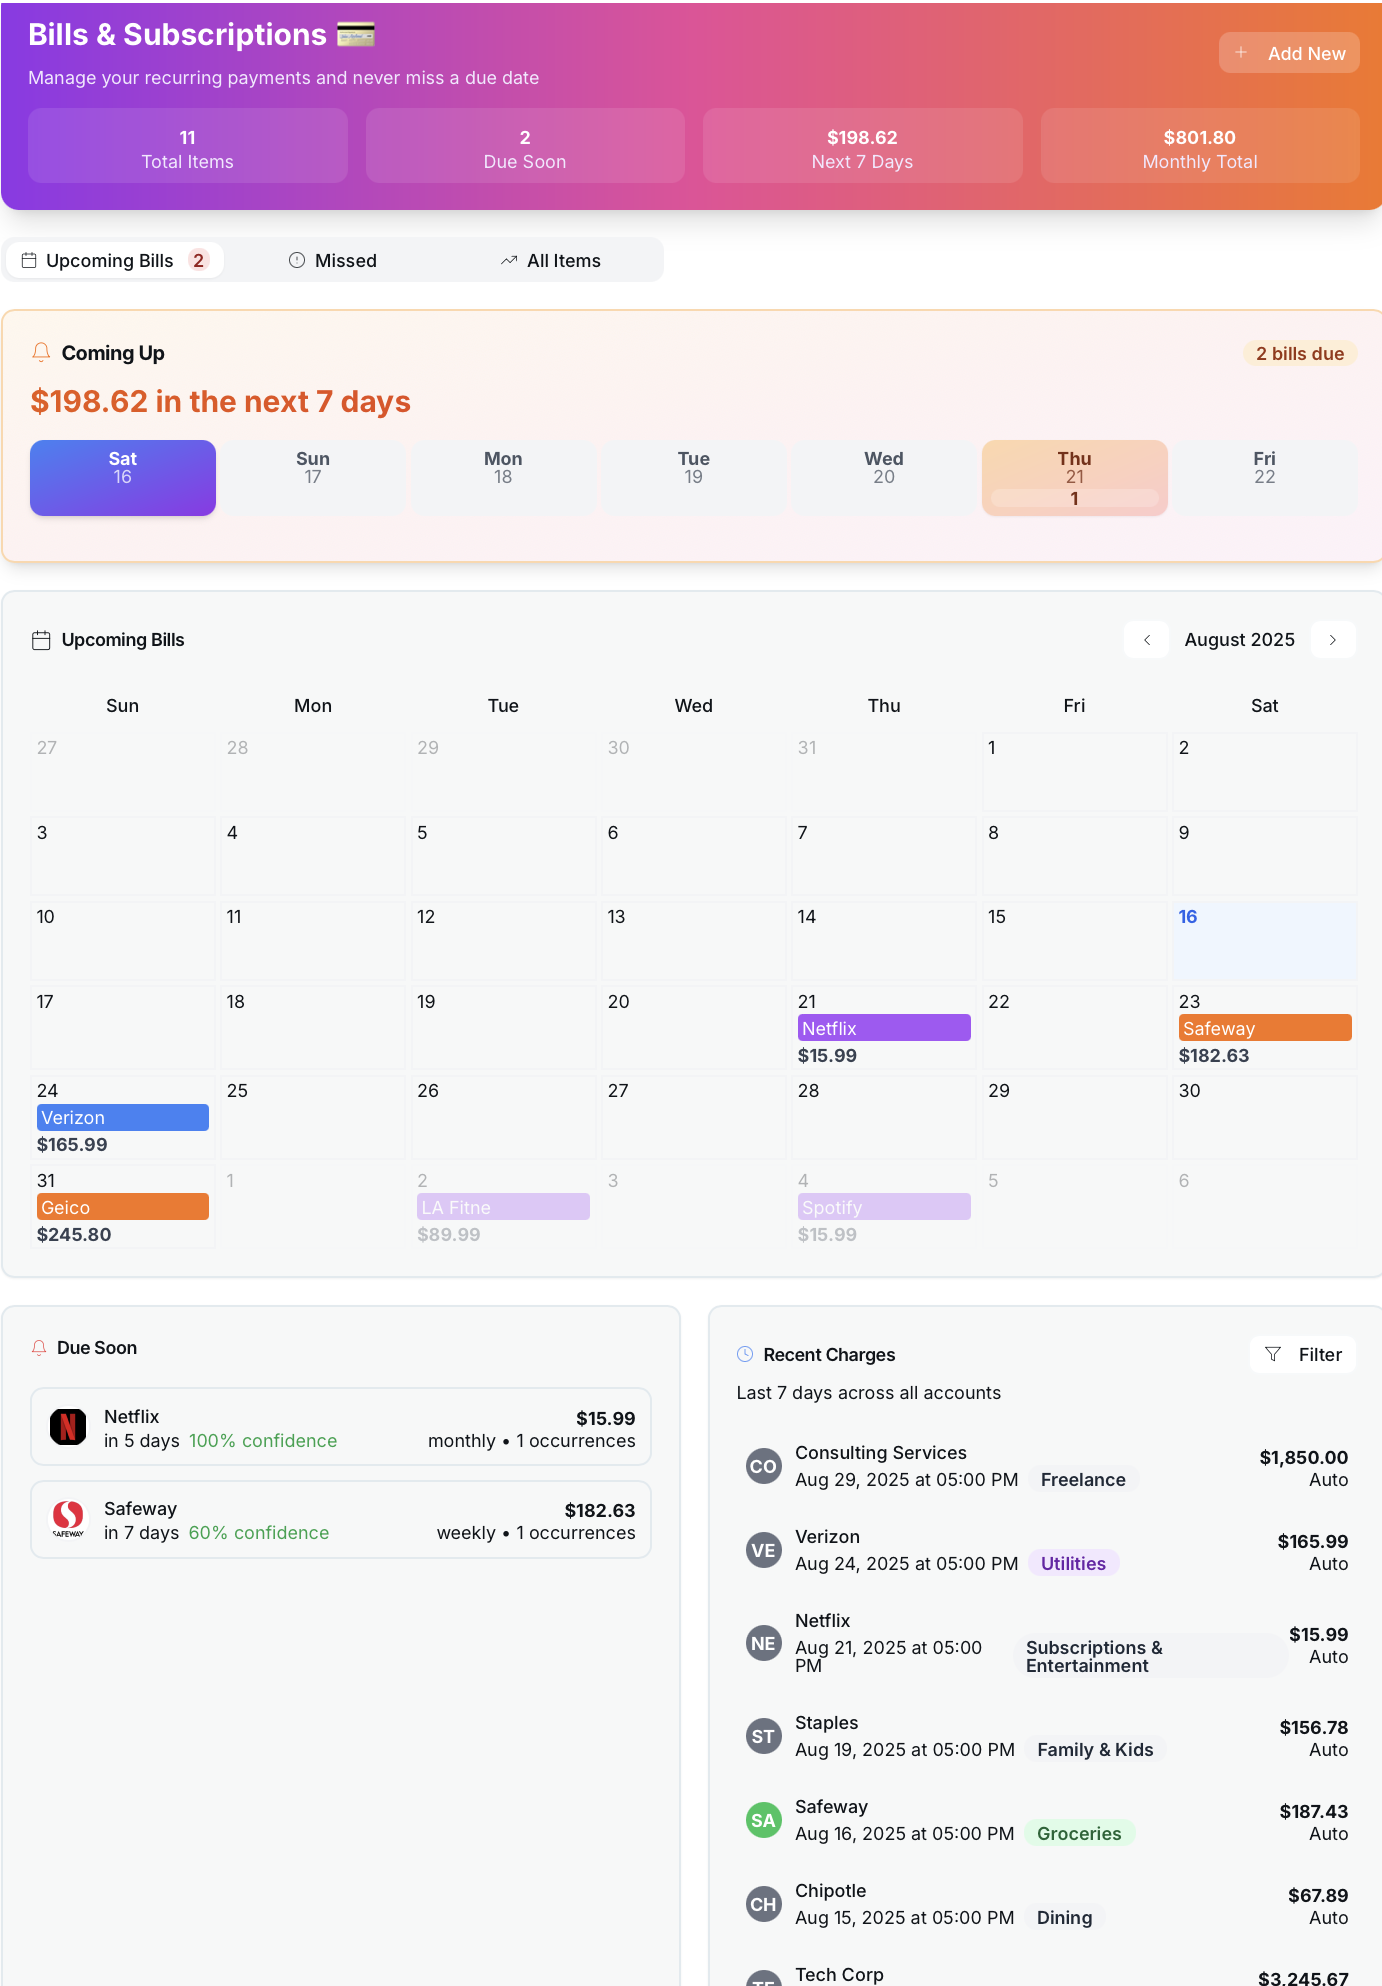 Bills & Subscriptions 💳
Manage your recurring payments and never miss a due date
+ Add New
11
Total Items
2
Due Soon
$198.62
Next 7 Days
$801.80
Monthly Total
Upcoming Bills 2
Missed
All Items
Coming Up
2 bills due
$198.62 in the next 7 days
Sat
16
Sun
17
Mon
18
Tue
19
Wed
20
Thu
21
1
Fri
22
Upcoming Bills
August 2025
Sun Mon Tue Wed Thu Fri Sat
27 28 29 30 31 1 2
3 4 5 6 7 8 9
10 11 12 13 14 15 16
17 18 19 20 21 22 23
Netflix Safeway
$15.99 $182.63
24 25 26 27 28 29 30
Verizon
$165.99
31 1 2 3 4 5 6
Geico LA Fitne Spotify
$245.80 $89.99 $15.99
Due Soon
Netflix
$15.99
in 5 days 100% confidence
monthly • 1 occurrences
SAFEWAY
Safeway
$182.63
in 7 days 60% confidence
weekly • 1 occurrences
Recent Charges
Filter
Last 7 days across all accounts
CO
Consulting Services
$1,850.00
Aug 29, 2025 at 05:00 PM Freelance
Auto
VE
Verizon
$165.99
Aug 24, 2025 at 05:00 PM Utilities
Auto
NE
Netflix
$15.99
Aug 21, 2025 at 05:00
PM
Subscriptions &
Entertainment
Auto
ST
Staples
$156.78
Aug 19, 2025 at 05:00 PM Family & Kids
Auto
SA
Safeway
$187.43
Aug 16, 2025 at 05:00 PM Groceries
Auto
CH
Chipotle
$67.89
Aug 15, 2025 at 05:00 PM Dining
Auto
TE
Tech Corp
$3,245.67